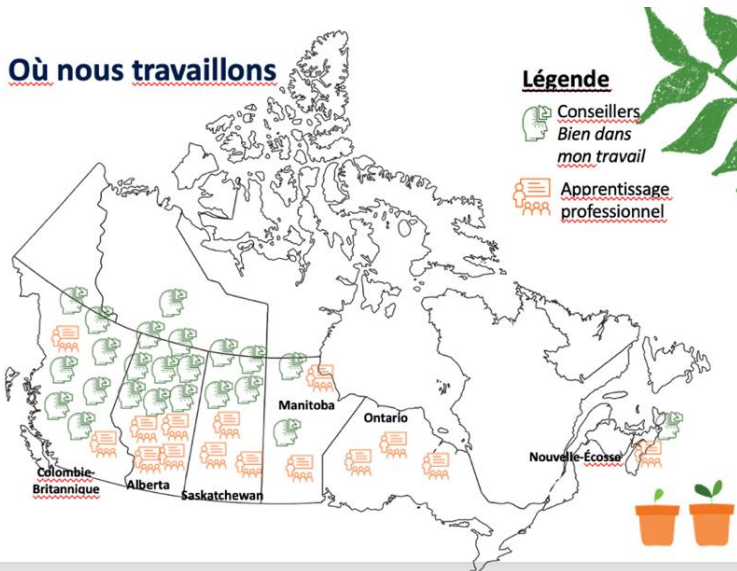 Où nous travaillons
Légende
Conseillers
Bien dans
mon travail
Apprentissage
professionnel
Manitoba
Ontario
Nouvelle-Écosse
Colombie-
Britannique
Alberta
Saskatchewan